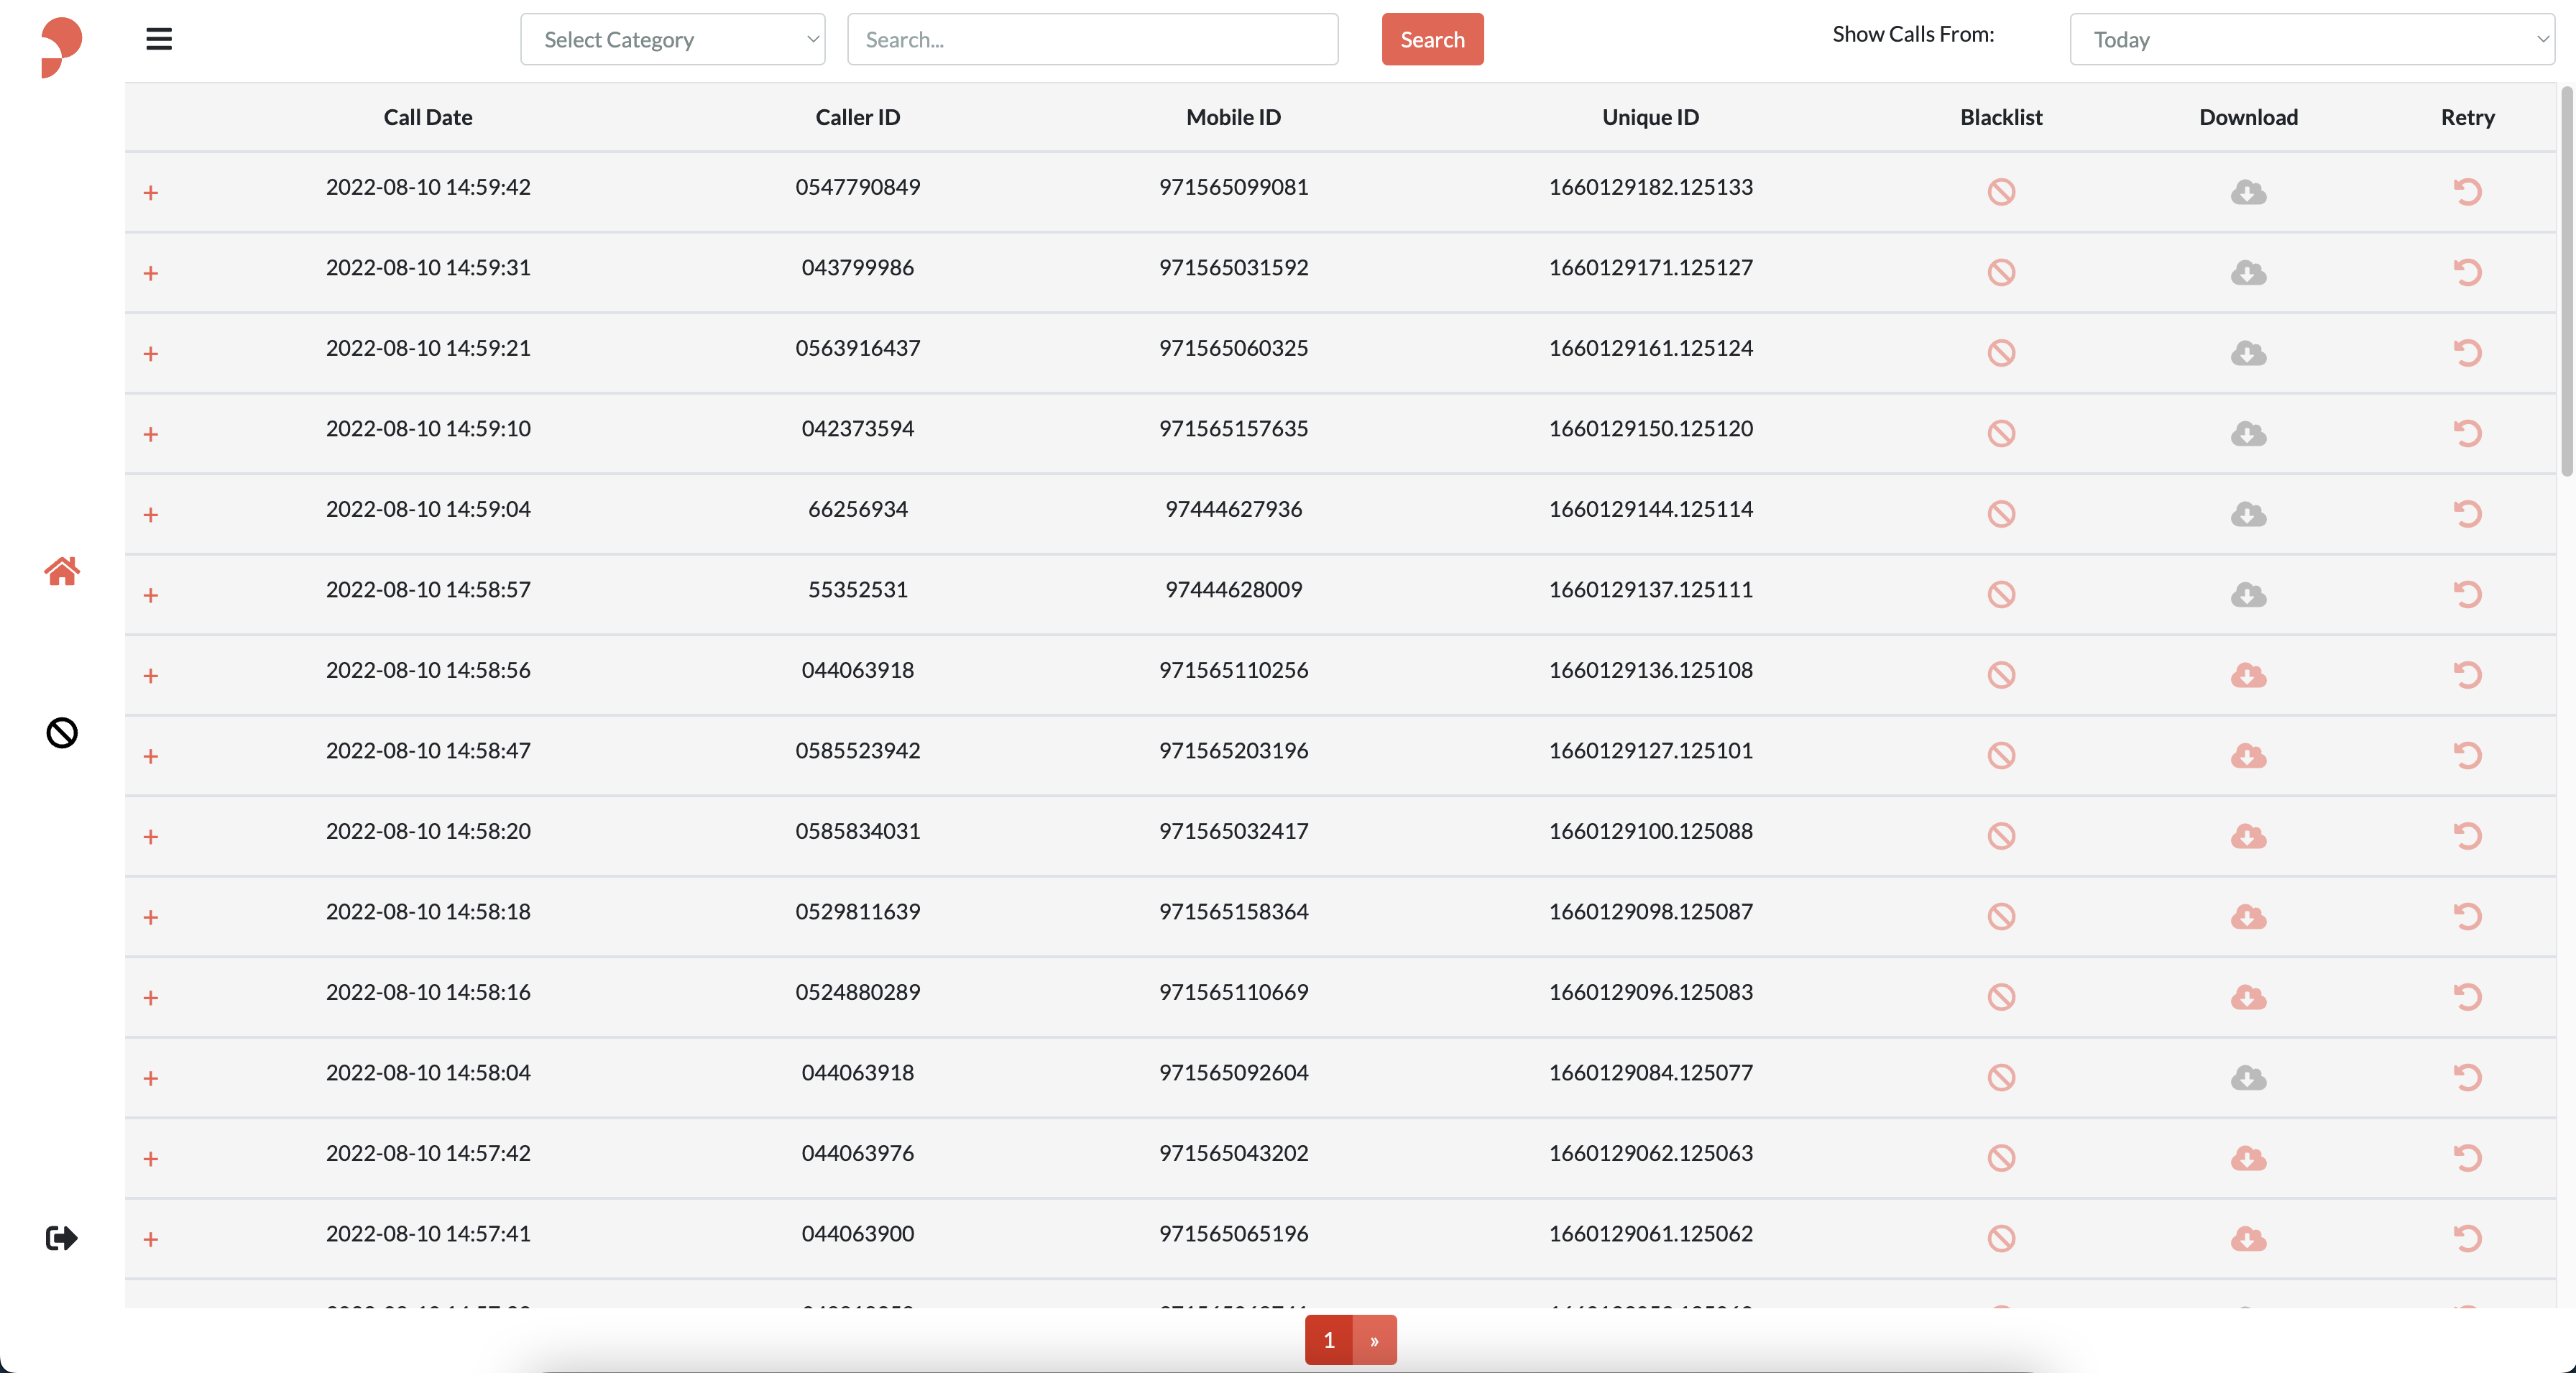 Select Category Search... Search Show Calls From: Today
Call Date Caller ID Mobile ID Unique ID Blacklist Download Retry
+ 2022-08-10 14:59:42 0547790849 971565099081 1660129182.125133
+ 2022-08-10 14:59:31 043799986 971565031592 1660129171.125127
+ 2022-08-10 14:59:21 0563916437 971565060325 1660129161.125124
+ 2022-08-10 14:59:10 042373594 971565157635 1660129150.125120
+ 2022-08-10 14:59:04 66256934 97444627936 1660129144.125114
+ 2022-08-10 14:58:57 55352531 97444628009 1660129137.125111
+ 2022-08-10 14:58:56 044063918 971565110256 1660129136.125108
+ 2022-08-10 14:58:47 0585523942 971565203196 1660129127.125101
+ 2022-08-10 14:58:20 0585834031 971565032417 1660129100.125088
+ 2022-08-10 14:58:18 0529811639 971565158364 1660129098.125087
+ 2022-08-10 14:58:16 0524880289 971565110669 1660129096.125083
+ 2022-08-10 14:58:04 044063918 971565092604 1660129084.125077
+ 2022-08-10 14:57:42 044063976 971565043202 1660129062.125063
+ 2022-08-10 14:57:41 044063900 971565065196 1660129061.125062
1 »